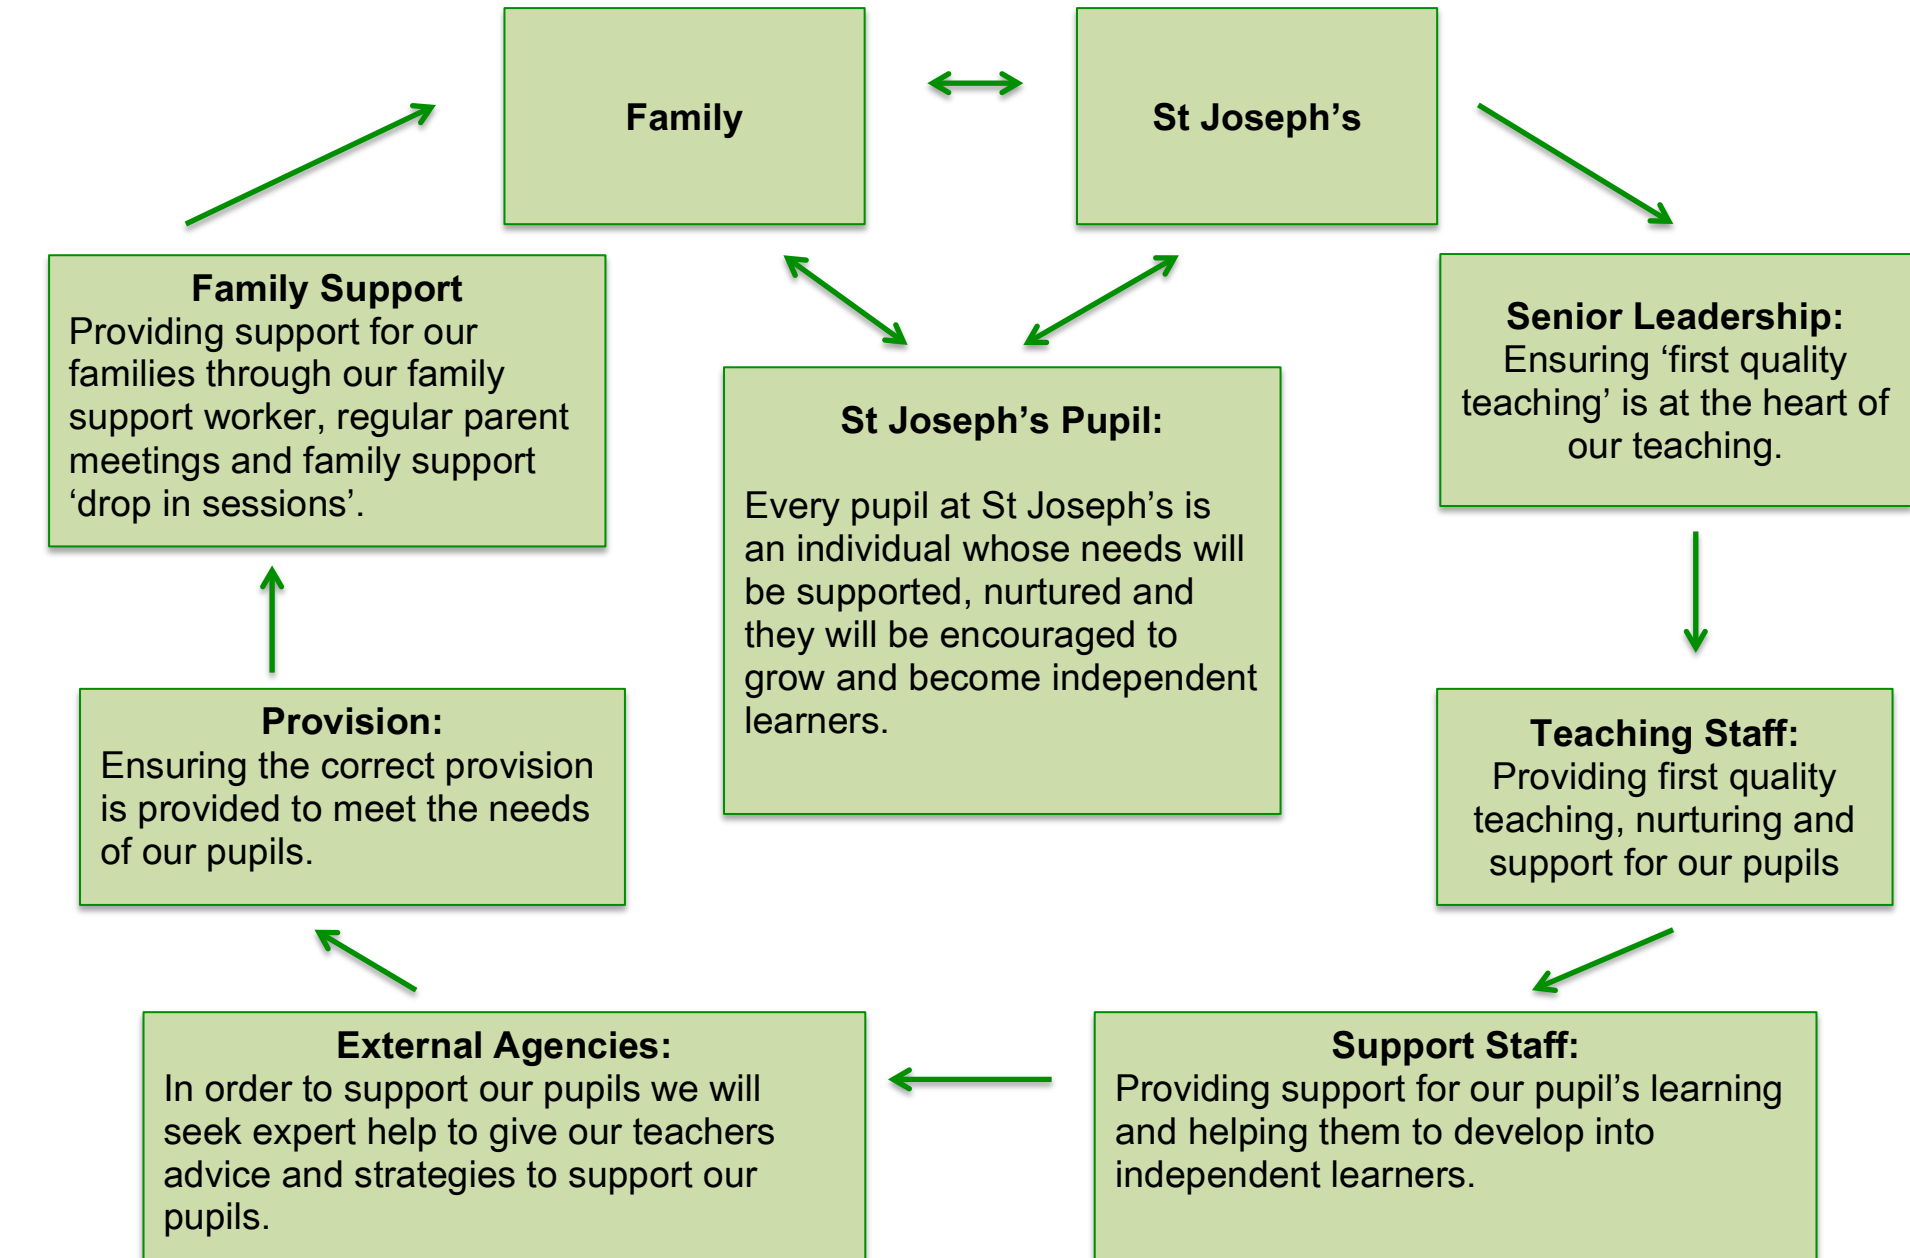 Family
St Joseph’s
Family Support
Providing support for our
families through our family
support worker, regular parent
meetings and family support
‘drop in sessions’.
St Joseph’s Pupil:
Every pupil at St Joseph’s is
an individual whose needs will
be supported, nurtured and
they will be encouraged to
grow and become independent
learners.
Senior Leadership:
Ensuring ‘first quality
teaching’ is at the heart of
our teaching.
Provision:
Ensuring the correct provision
is provided to meet the needs
of our pupils.
Teaching Staff:
Providing first quality
teaching, nurturing and
support for our pupils
External Agencies:
In order to support our pupils we will
seek expert help to give our teachers
advice and strategies to support our
pupils.
Support Staff:
Providing support for our pupil’s learning
and helping them to develop into
independent learners.